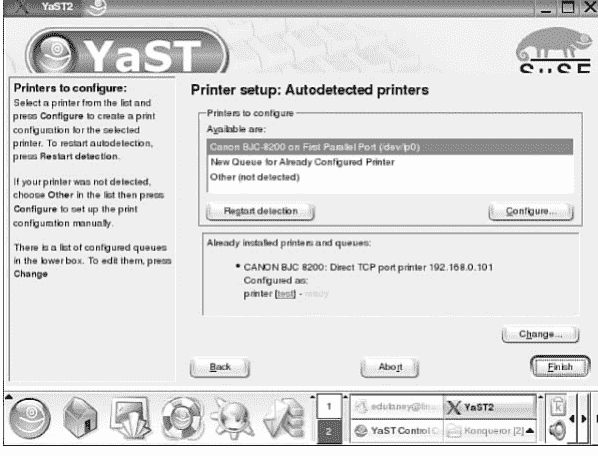 YaST2
YaST
SuSE
Printers to configure:
Select a printer from the list and
press Configure to create a print
configuration for the selected
printer. To restart autodetection,
press Restart detection.
If your printer was not detected,
choose Other in the list then press
Configure to set up the print
configuration manually.
There is a list of configured queues
in the lower box. To edit them, press
Change
Printer setup: Autodetected printers
Printers to configure
Available are:
Canon BJC-8200 on First Parallel Port (/dev/lp0)
New Queue for Already Configured Printer
Other (not detected)
Restart detection
Configure...
Already installed printers and queues:
• CANON BJC 8200: Direct TCP port printer 192.168.0.101
Configured as:
printer [test] - ready
Change...
Back
Abort
Finish
1
YaST2
2
YaST Control C
Konqueror [2]